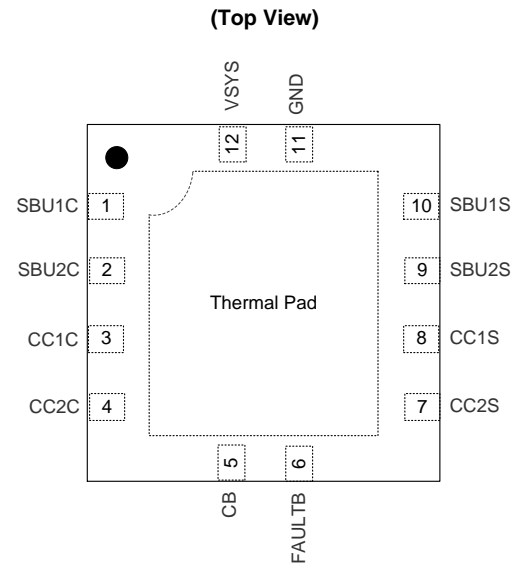 (Top View)
VSYS
GND
12
11
SBU1C 1
10 SBU1S
SBU2C 2
9 SBU2S
Thermal Pad
CC1C 3
8 CC1S
CC2C 4
7 CC2S
5
6
CB
FAULTB